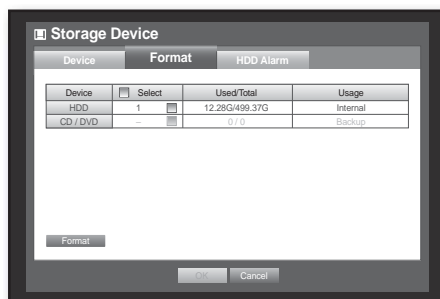 Storage Device
Device Format HDD Alarm
Device Select Used/Total Usage
HDD 1 12.28G/499.37G Internal
CD / DVD -- 0 / 0 Backup
Format
OK Cancel